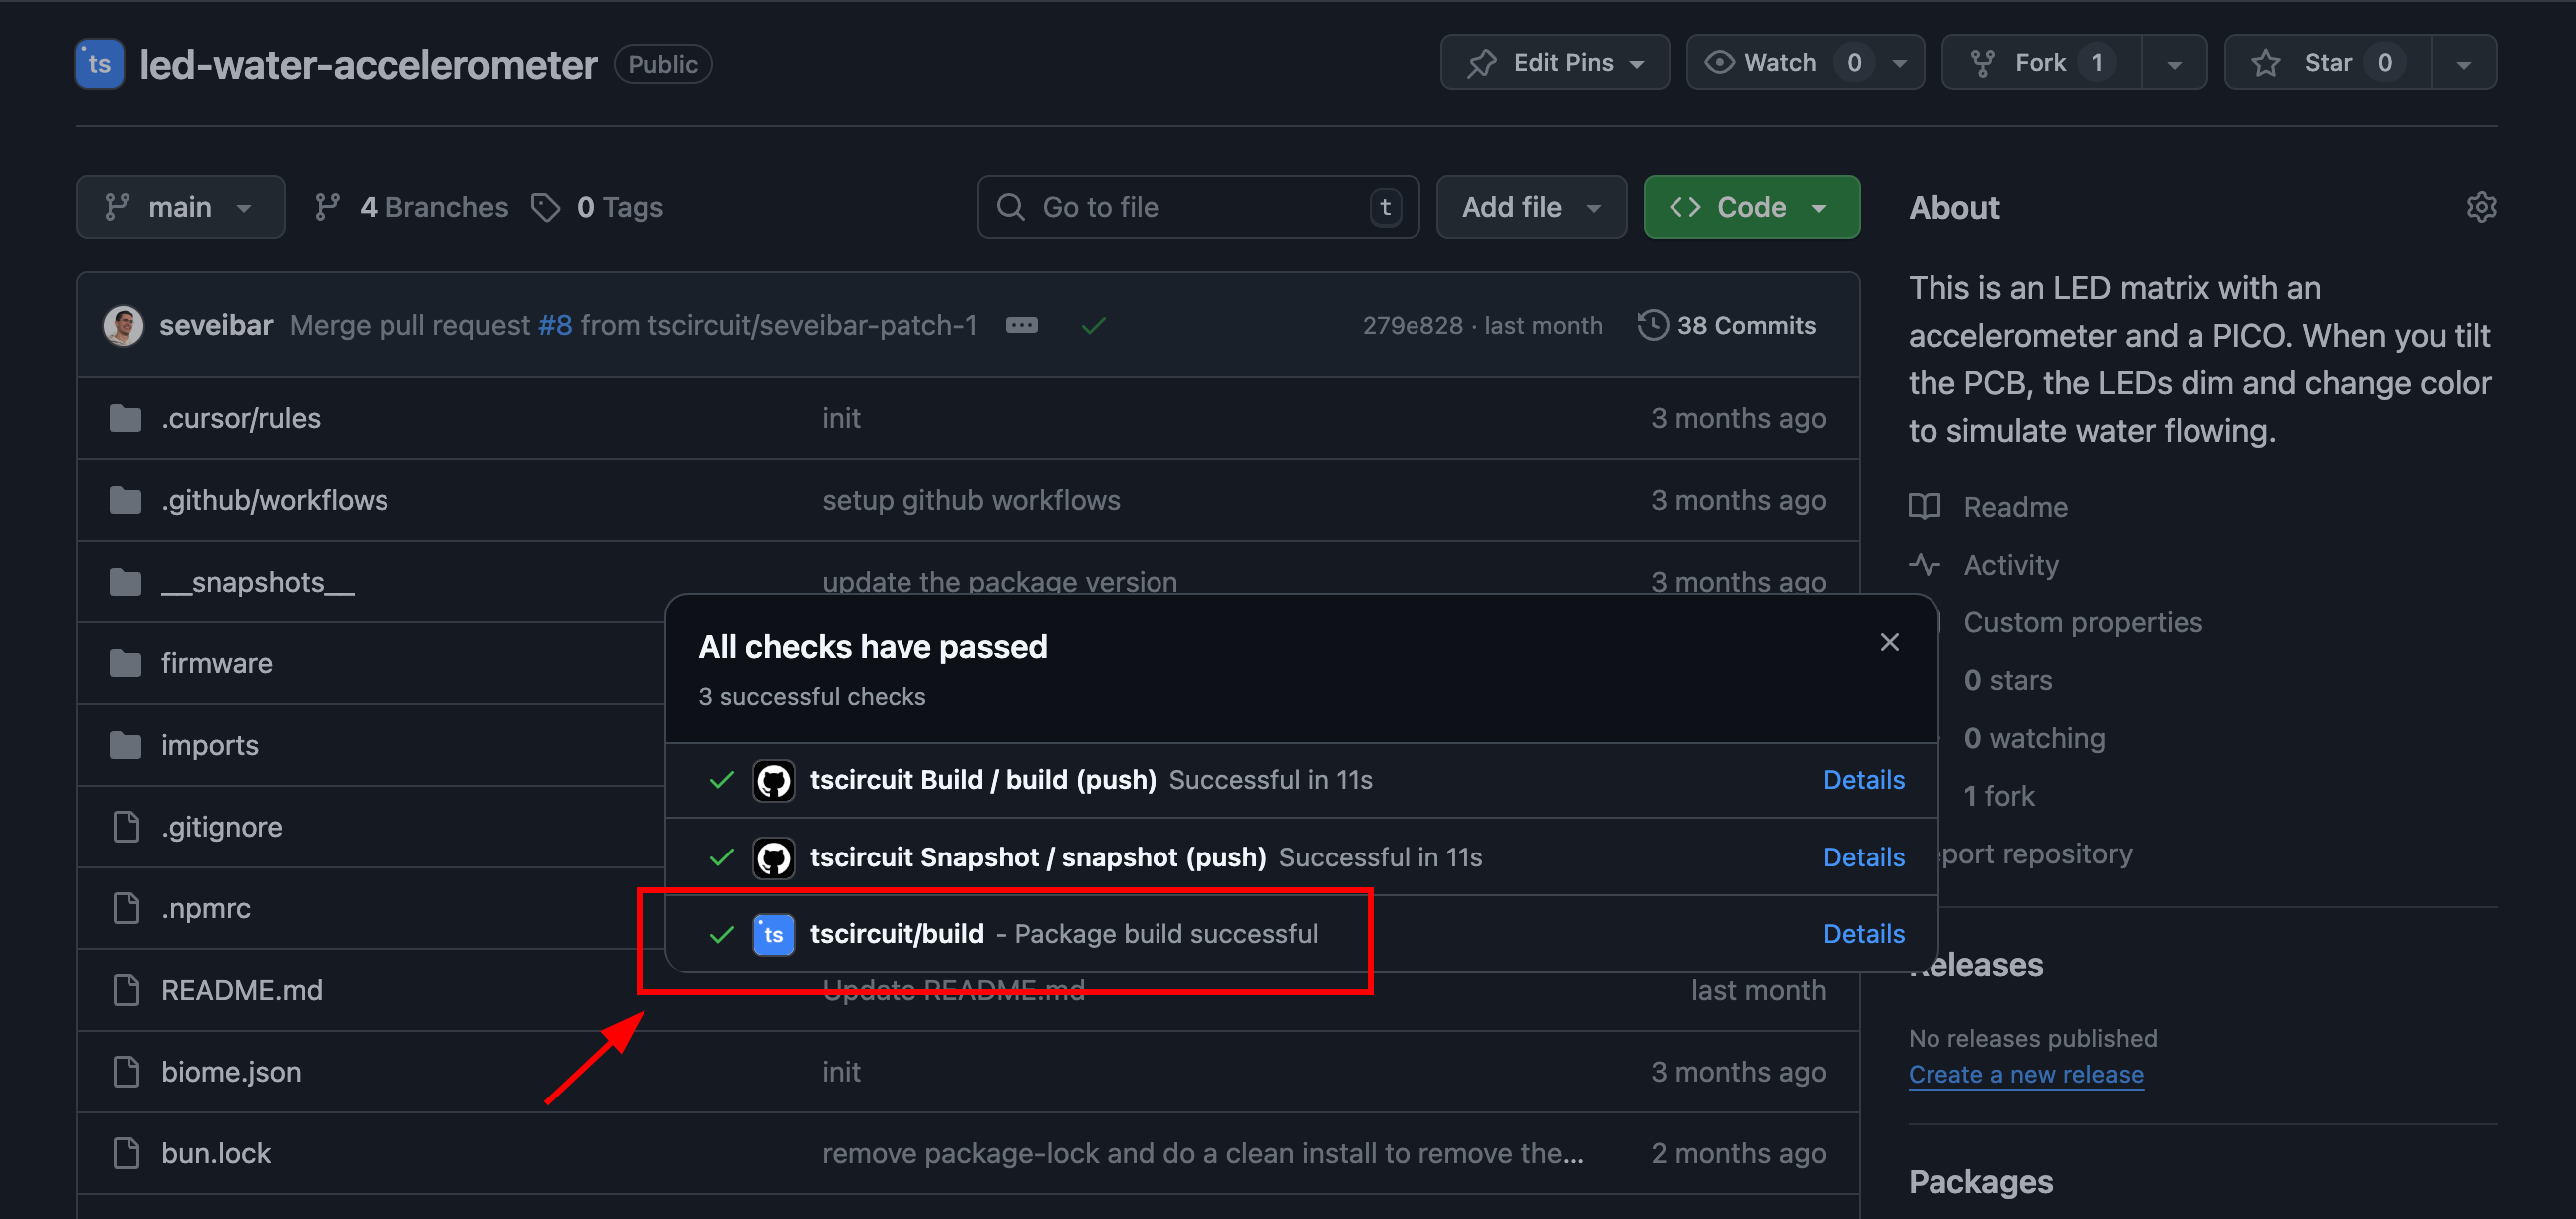 ts led-water-accelerometer Public Edit Pins Watch 0 Fork 1 Star 0
main 4 Branches 0 Tags Go to file t Add file Code
seveibar Merge pull request #8 from tscircuit/seveibar-patch-1 279e828 · last month 38 Commits
.cursor/rules init 3 months ago
.github/workflows setup github workflows 3 months ago
__snapshots__ update the package version 3 months ago
firmware
imports
.gitignore
.npmrc
README.md Update README.md last month
biome.json init 3 months ago
bun.lock remove package-lock and do a clean install to remove the... 2 months ago
All checks have passed
3 successful checks
tscircuit Build / build (push) Successful in 11s Details
tscircuit Snapshot / snapshot (push) Successful in 11s Details
ts tscircuit/build - Package build successful Details
About
This is an LED matrix with an
accelerometer and a PICO. When you tilt
the PCB, the LEDs dim and change color
to simulate water flowing.
Readme
Activity
Custom properties
0 stars
0 watching
1 fork
port repository
Releases
No releases published
Create a new release
Packages